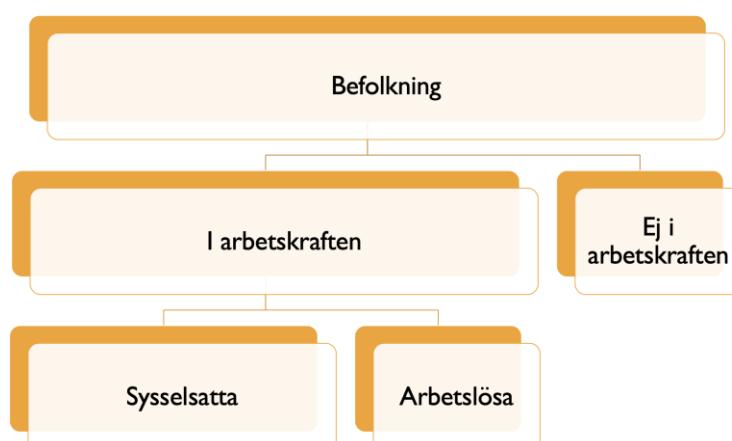 Befolkning
I arbetskraften
Ej i
arbetskraften
Sysselsatta
Arbetslösa